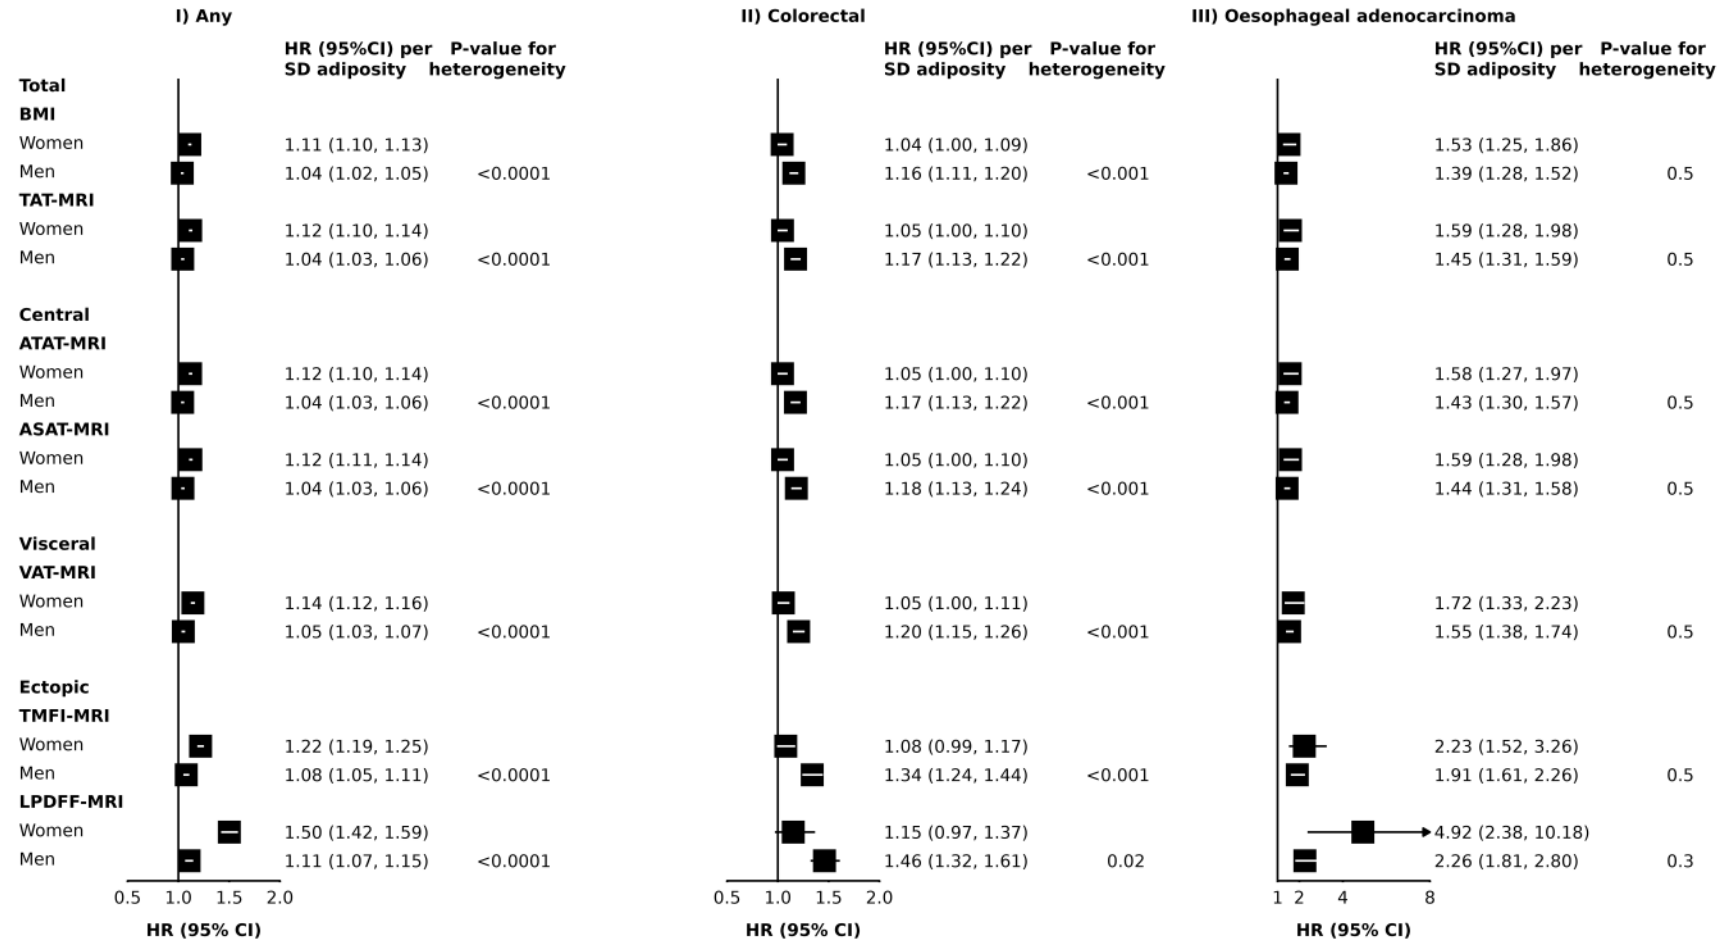 I) Any II) Colorectal III) Oesophageal adenocarcinoma
HR (95%CI) per P-value for HR (95%CI) per P-value for HR (95%CI) per P-value for
SD adiposity heterogeneity SD adiposity heterogeneity SD adiposity heterogeneity
Total
BMI
Women 1.11 (1.10, 1.13) 1.04 (1.00, 1.09) 1.53 (1.25, 1.86)
Men 1.04 (1.02, 1.05) <0.0001 1.16 (1.11, 1.20) <0.001 1.39 (1.28, 1.52) 0.5
TAT-MRI
Women 1.12 (1.10, 1.14) 1.05 (1.00, 1.10) 1.59 (1.28, 1.98)
Men 1.04 (1.03, 1.06) <0.0001 1.17 (1.13, 1.22) <0.001 1.45 (1.31, 1.59) 0.5
Central
ATAT-MRI
Women 1.12 (1.10, 1.14) 1.05 (1.00, 1.10) 1.58 (1.27, 1.97)
Men 1.04 (1.03, 1.06) <0.0001 1.17 (1.13, 1.22) <0.001 1.43 (1.30, 1.57) 0.5
ASAT-MRI
Women 1.12 (1.11, 1.14) 1.05 (1.00, 1.10) 1.59 (1.28, 1.98)
Men 1.04 (1.03, 1.06) <0.0001 1.18 (1.13, 1.24) <0.001 1.44 (1.31, 1.58) 0.5
Visceral
VAT-MRI
Women 1.14 (1.12, 1.16) 1.05 (1.00, 1.11) 1.72 (1.33, 2.23)
Men 1.05 (1.03, 1.07) <0.0001 1.20 (1.15, 1.26) <0.001 1.55 (1.38, 1.74) 0.5
Ectopic
TMFI-MRI
Women 1.22 (1.19, 1.25) 1.08 (0.99, 1.17) 2.23 (1.52, 3.26)
Men 1.08 (1.05, 1.11) <0.0001 1.34 (1.24, 1.44) <0.001 1.91 (1.61, 2.26) 0.5
LPDFF-MRI
Women 1.50 (1.42, 1.59) 1.15 (0.97, 1.37) 4.92 (2.38, 10.18)
Men 1.11 (1.07, 1.15) <0.0001 1.46 (1.32, 1.61) 0.02 2.26 (1.81, 2.80) 0.3
0.5 1.0 1.5 2.0 0.5 1.0 1.5 2.0 1 2 4 8
HR (95% CI) HR (95% CI) HR (95% CI)